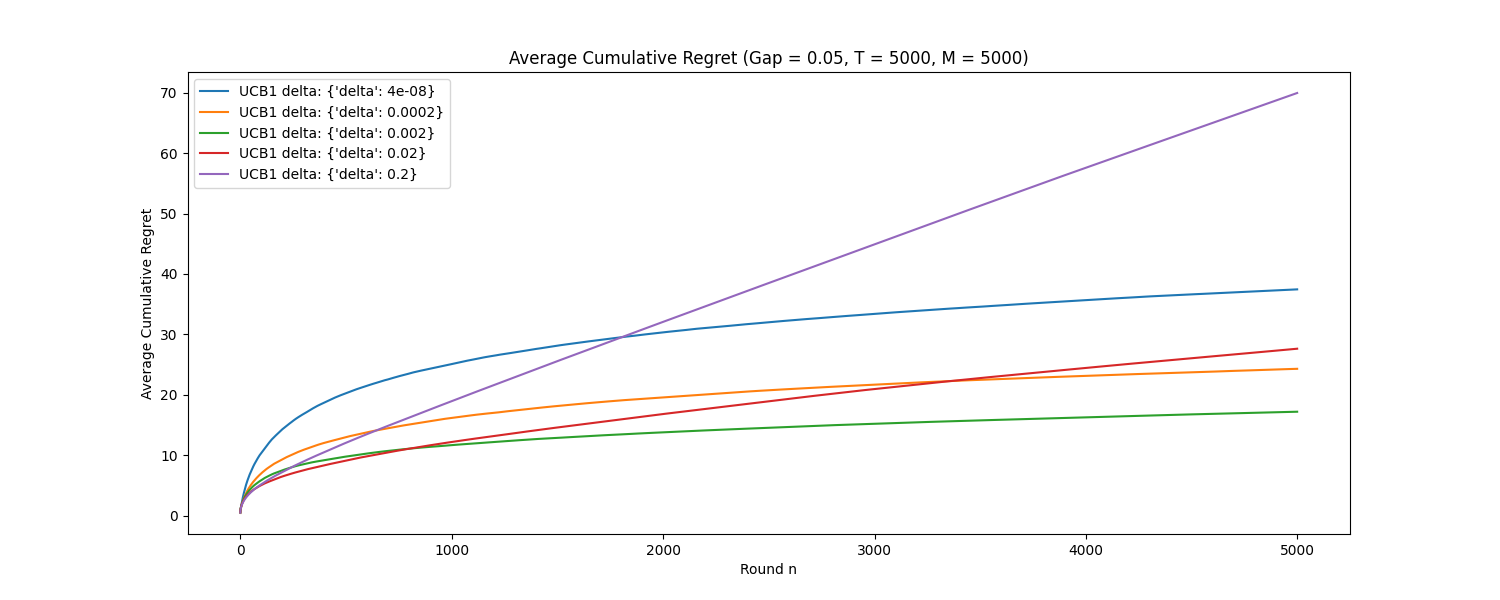 Average Cumulative Regret (Gap = 0.05, T = 5000, M = 5000)
UCB1 delta: {'delta': 4e-08}
UCB1 delta: {'delta': 0.0002}
UCB1 delta: {'delta': 0.002}
UCB1 delta: {'delta': 0.02}
UCB1 delta: {'delta': 0.2}
Average Cumulative Regret
70
60
50
40
30
20
10
0
0 1000 2000 3000 4000 5000
Round n